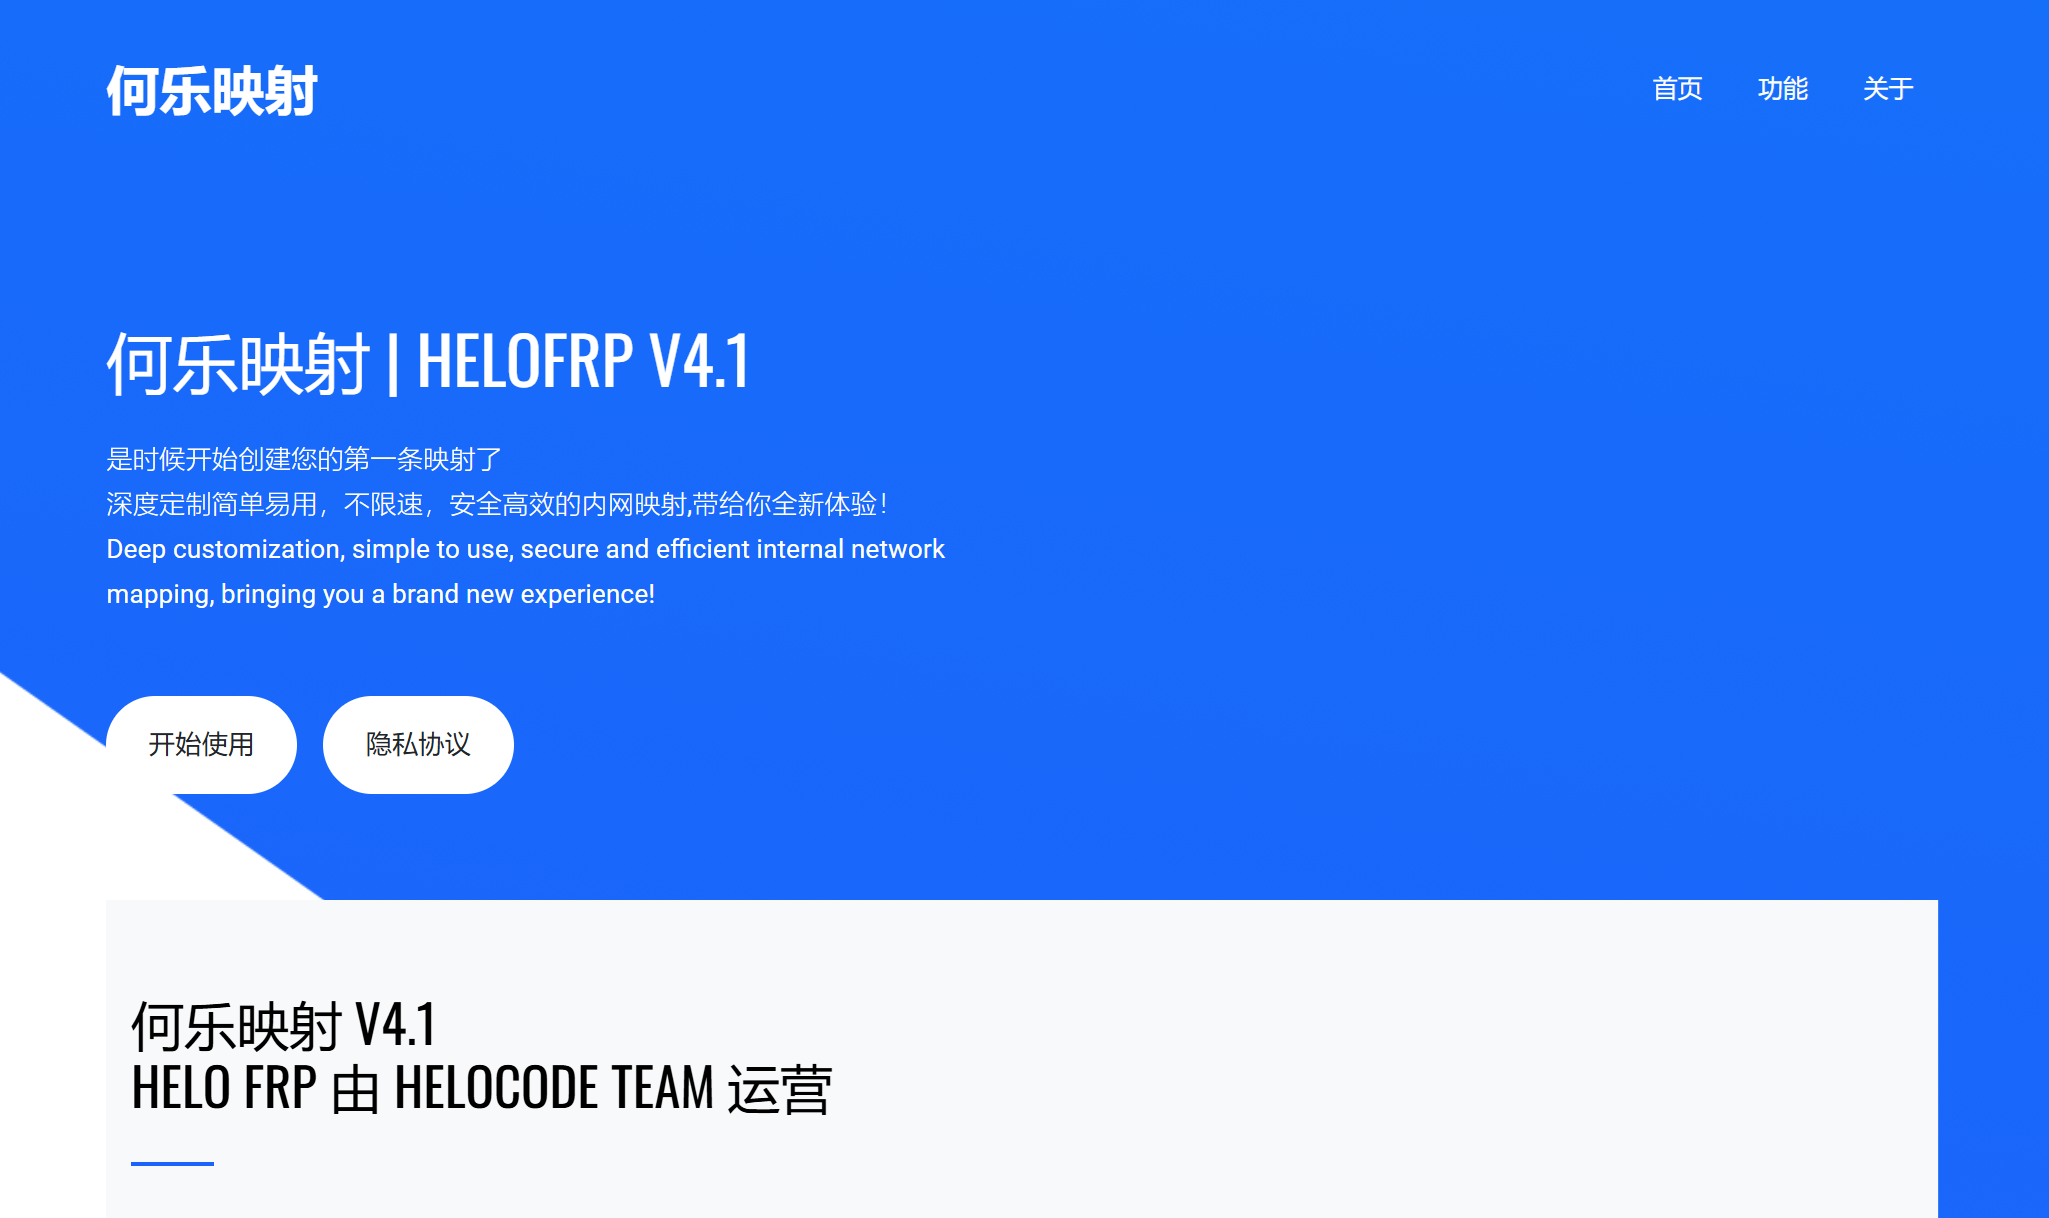 何乐映射
首页 功能 关于
何乐映射 | HELOFRP V4.1
是时候开始创建您的第一条映射了
深度定制简单易用，不限速，安全高效的内网映射,带给你全新体验！
Deep customization, simple to use, secure and efficient internal network
mapping, bringing you a brand new experience!
开始使用 隐私协议
何乐映射 V4.1
HELO FRP 由 HELOCODE TEAM 运营